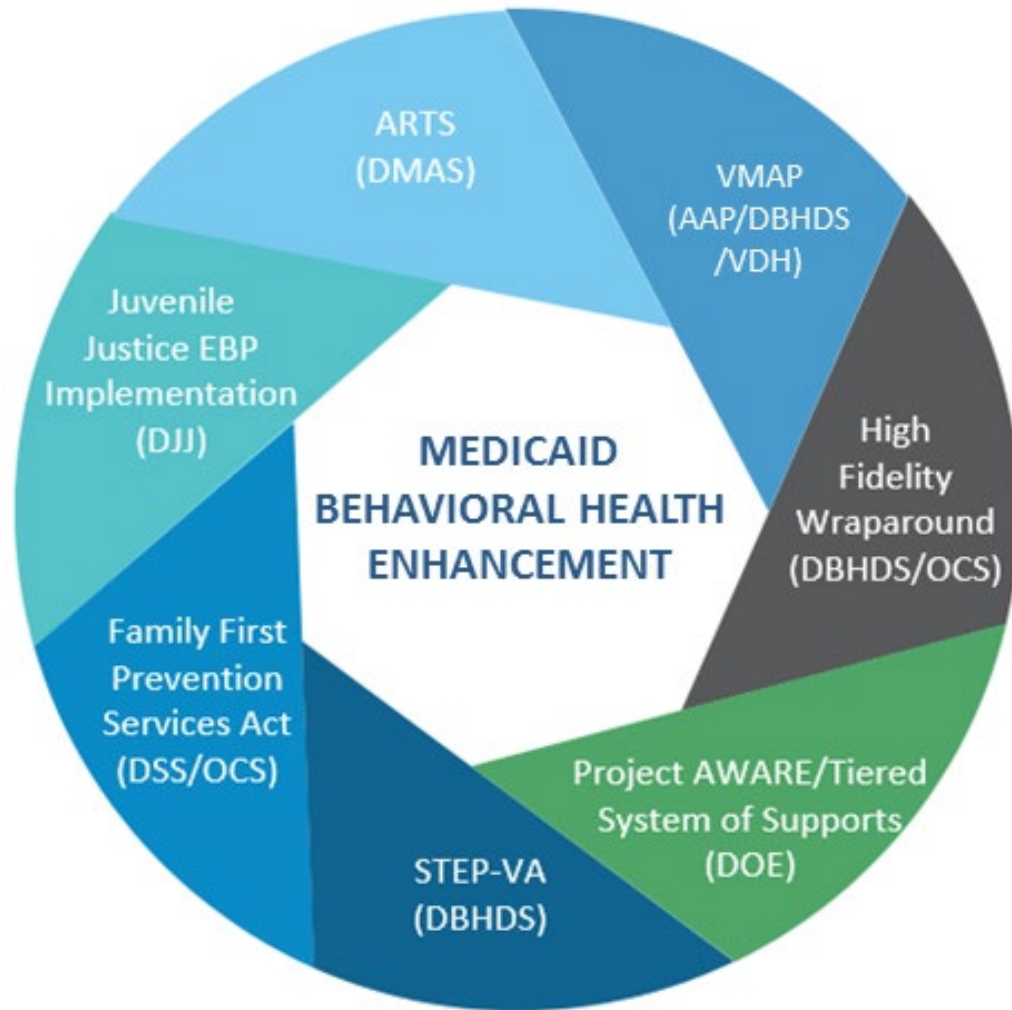 ARTS
(DMAS)
VMAP
(AAP/DBHDS
/VDH)
High
Fidelity
Wraparound
(DBHDS/OCS)
Project AWARE/Tiered
System of Supports
(DOE)
STEP-VA
(DBHDS)
Family First
Prevention
Services Act
(DSS/OCS)
Juvenile
Justice EBP
Implementation
(DJJ)
MEDICAID
BEHAVIORAL HEALTH
ENHANCEMENT